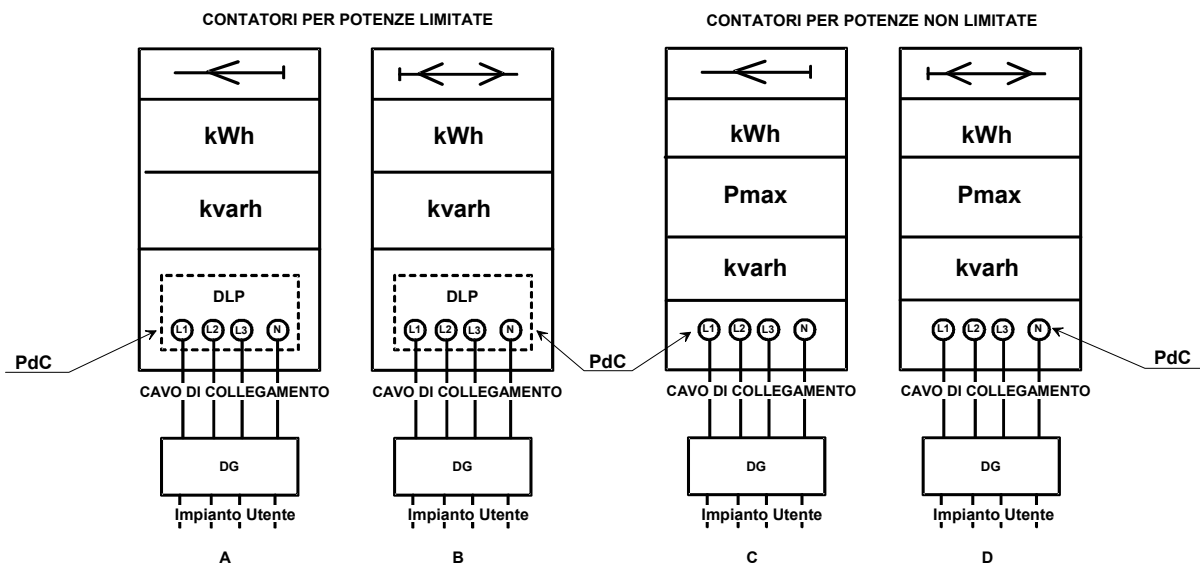 CONTATORI PER POTENZE LIMITATE
CONTATORI PER POTENZE NON LIMITATE
kWh
kWh
kWh
kWh
kvarh
kvarh
Pmax
Pmax
kvarh
kvarh
DLP
DLP
L1 L2 L3 N
L1 L2 L3 N
L1 L2 L3 N
L1 L2 L3 N
PdC
PdC
PdC
CAVO DI COLLEGAMENTO
CAVO DI COLLEGAMENTO
CAVO DI COLLEGAMENTO
CAVO DI COLLEGAMENTO
DG
DG
DG
DG
Impianto Utente
Impianto Utente
Impianto Utente
Impianto Utente
A
B
C
D